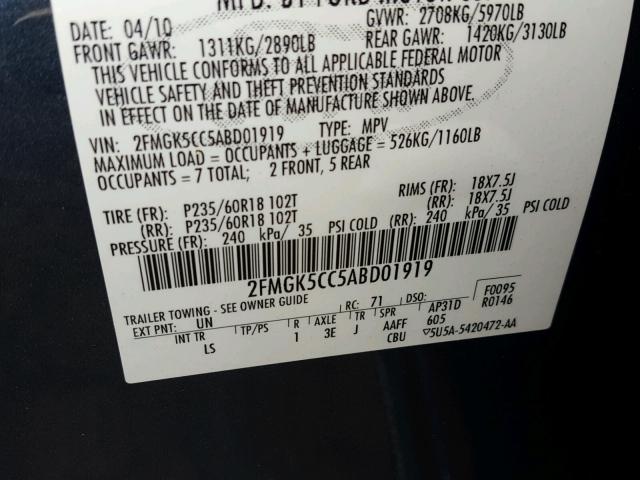 MFD. BY FORD MOTOR CO
DATE: 04/10 GVWR: 2708KG/5970LB
FRONT GAWR: 1311KG/2890LB REAR GAWR: 1420KG/3130LB
THIS VEHICLE CONFORMS TO ALL APPLICABLE FEDERAL MOTOR
VEHICLE SAFETY AND THEFT PREVENTION STANDARDS
IN EFFECT ON THE DATE OF MANUFACTURE SHOWN ABOVE.
VIN: 2FMGK5CC5ABD01919 TYPE: MPV
MAXIMUM LOAD = OCCUPANTS + LUGGAGE = 526KG/1160LB
OCCUPANTS = 7 TOTAL; 2 FRONT, 5 REAR
TIRE (FR): P235/60R18 102T RIMS (FR): 18X7.5J
(RR): P235/60R18 102T (RR): 18X7.5J
PRESSURE (FR): 240 kPa/ 35 PSI COLD (RR): 240 kPa/35 PSI COLD
2FMGK5CC5ABD01919
TRAILER TOWING - SEE OWNER GUIDE F0095
EXT PNT: UN RC: 71 DSO: AP31D R0146
INT TR TP/PS R AXLE TR SPR 605
LS 1 3E J AAFF
CBU ▽5U5A-5420472-AA